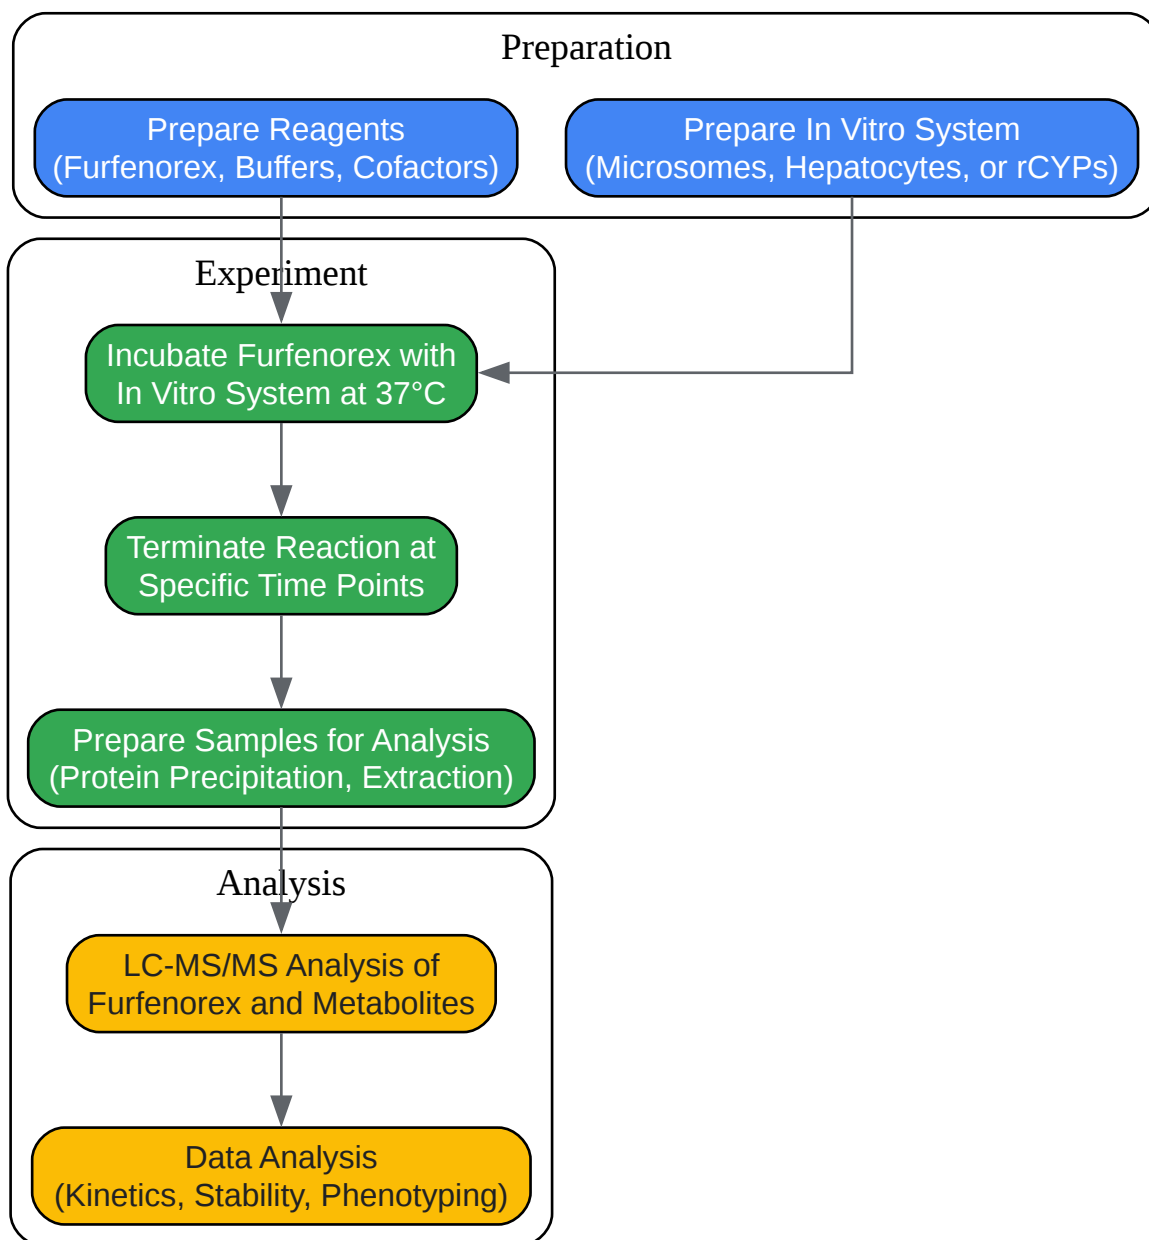 Preparation
Prepare Reagents
(Furfenorex, Buffers, Cofactors)
Prepare In Vitro System
(Microsomes, Hepatocytes, or rCYPs)
Experiment
Incubate Furfenorex with
In Vitro System at 37°C
Terminate Reaction at
Specific Time Points
Prepare Samples for Analysis
(Protein Precipitation, Extraction)
Analysis
LC-MS/MS Analysis of
Furfenorex and Metabolites
Data Analysis
(Kinetics, Stability, Phenotyping)